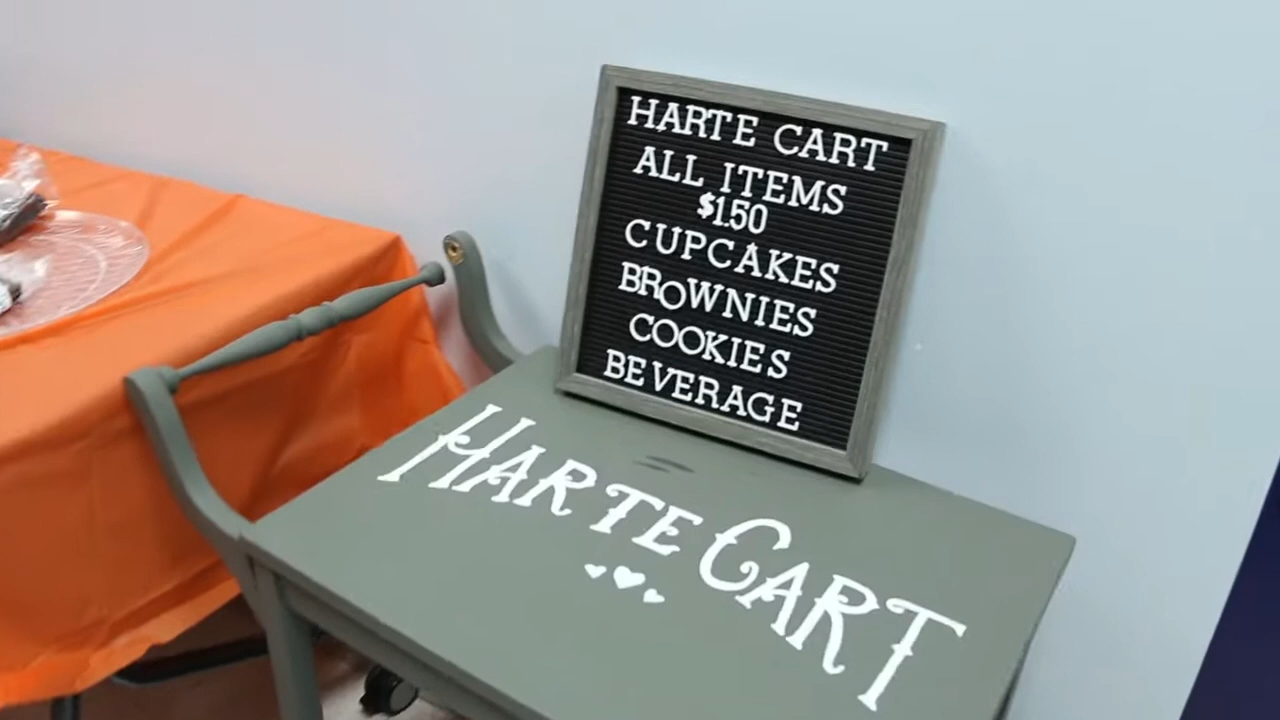 HARTE CART
ALL ITEMS
$1.50
CUPCAKES
BROWNIES
COOKIES
BEVERAGE
HARTE CART